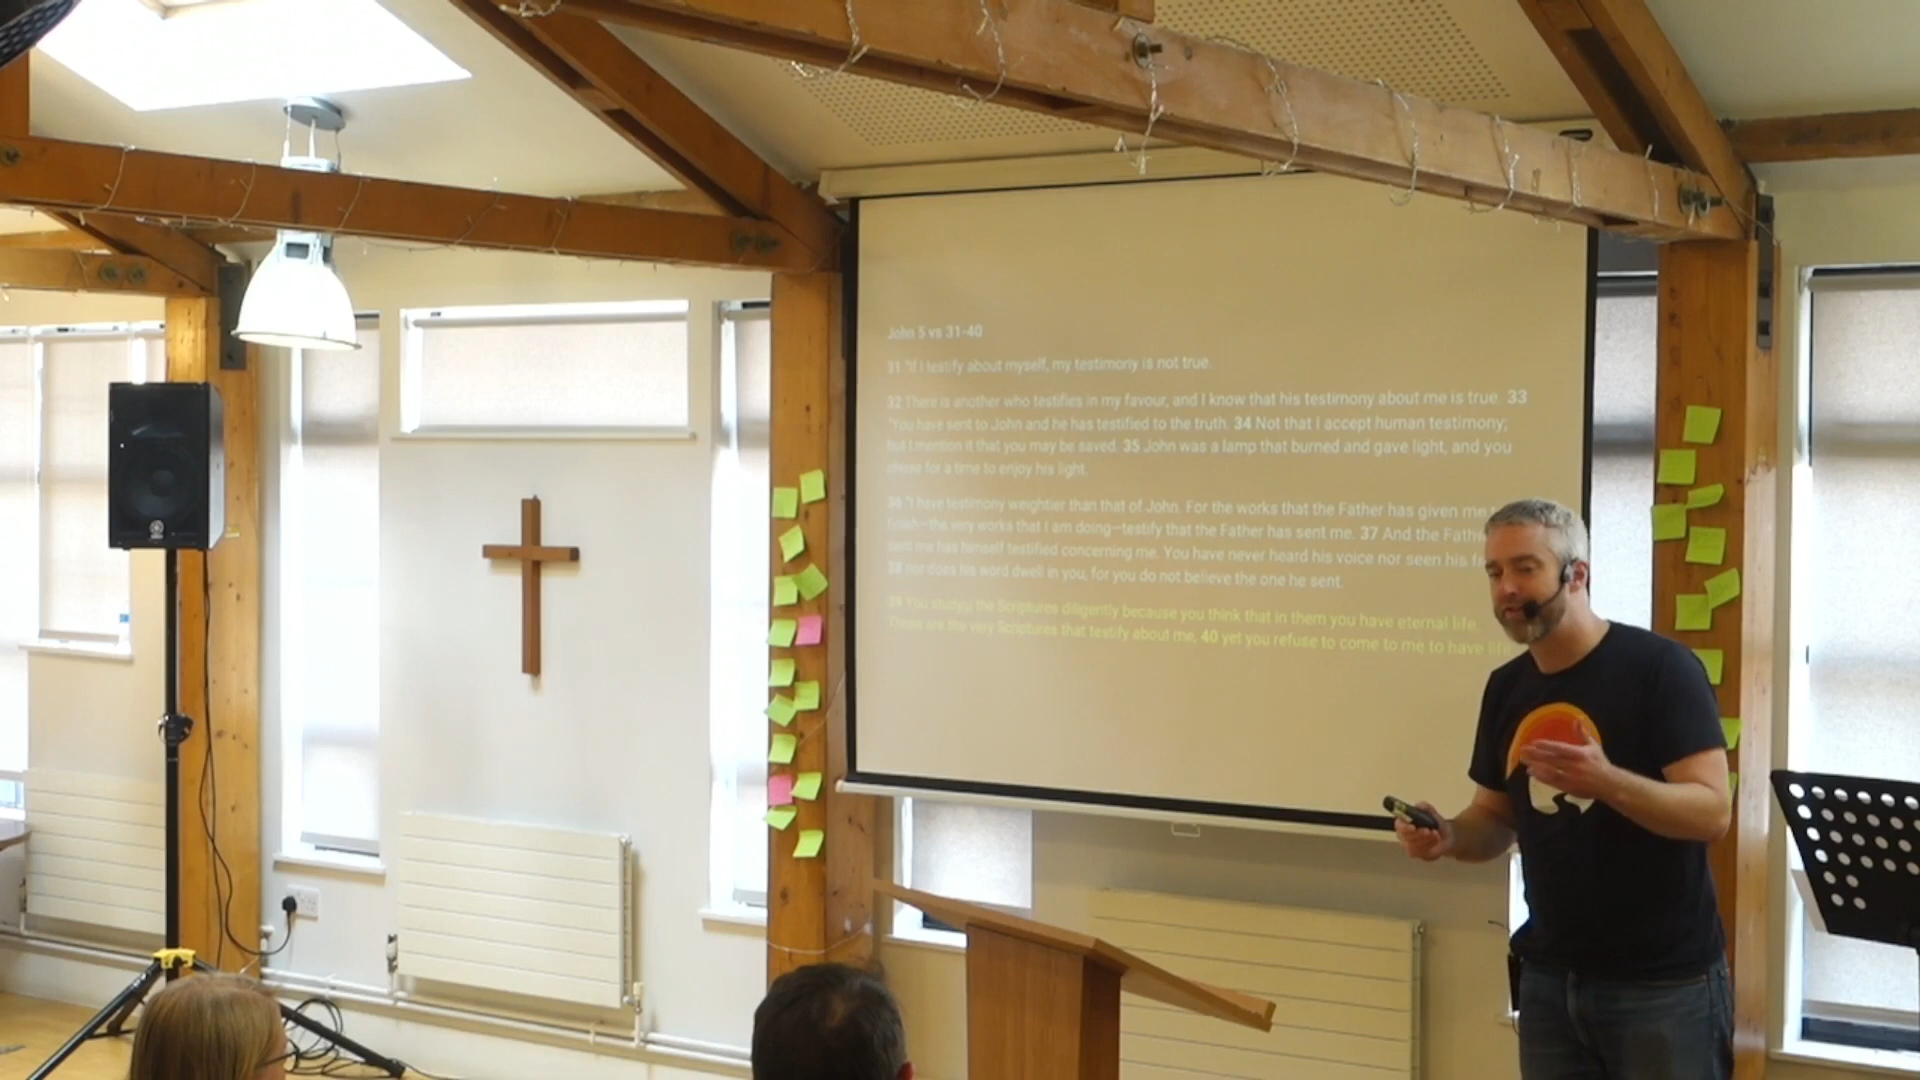 John 5 vs 31-40
31 "If I testify about myself, my testimony is not true.
32 There is another who testifies in my favour, and I know that his testimony about me is true. 33
"You have sent to John and he has testified to the truth. 34 Not that I accept human testimony;
but I mention it that you may be saved. 35 John was a lamp that burned and gave light, and you
chose for a time to enjoy his light.
36 "I have testimony weightier than that of John. For the works that the Father has given me
finish—the very works that I am doing—testify that the Father has sent me. 37 And the Fath
sent me has himself testified concerning me. You have never heard his voice nor seen his
38 nor does his word dwell in you, for you do not believe the one he sent.
39 You study the Scriptures diligently because you think that in them you have eternal life.
These are the very Scriptures that testify about me, 40 yet you refuse to come to me to have life